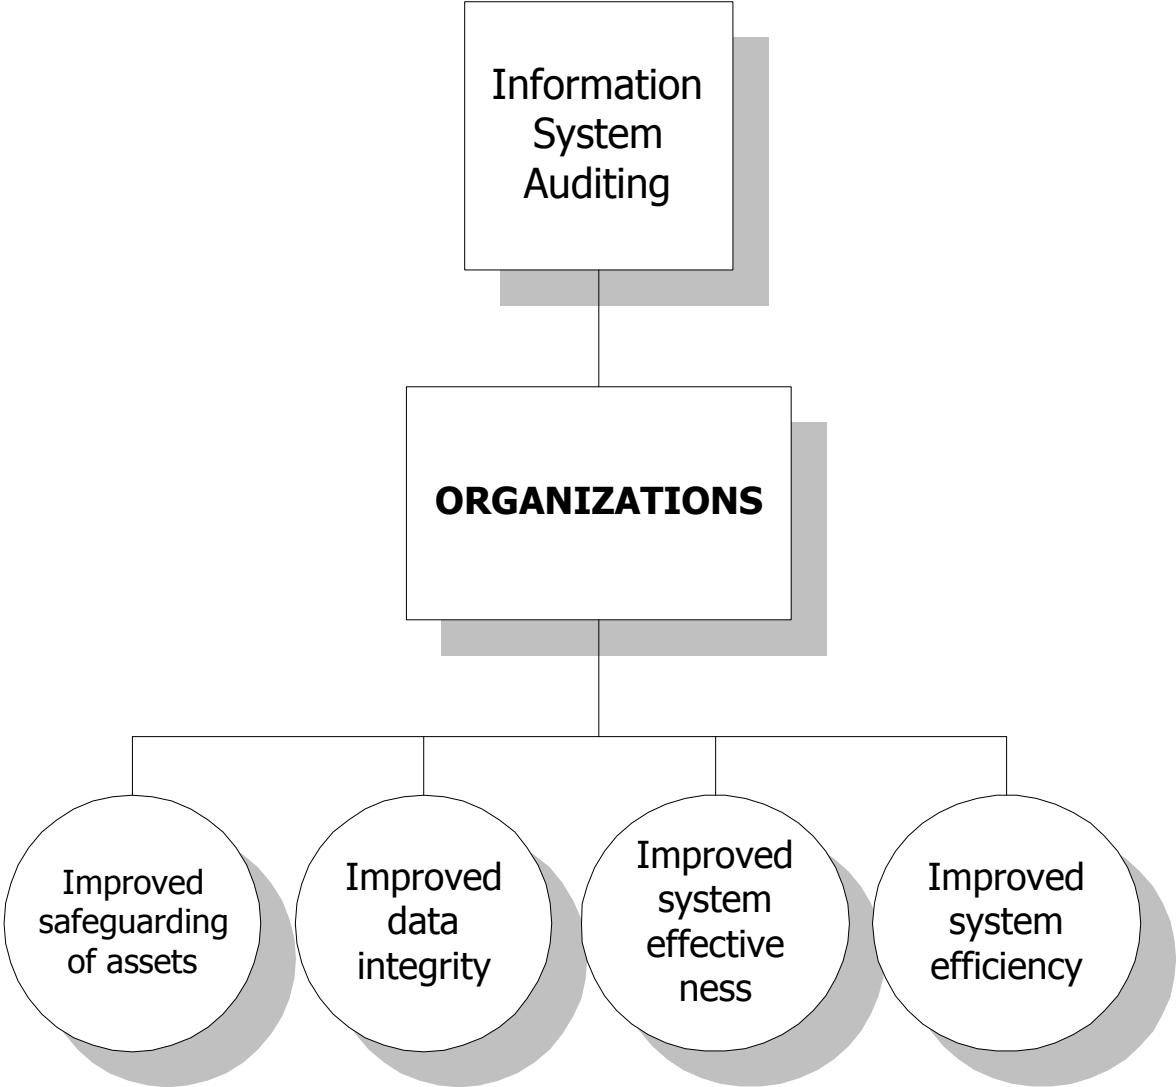 Information
System
Auditing
ORGANIZATIONS
Improved
safeguarding
of assets
Improved
data
integrity
Improved
system
effective
ness
Improved
system
efficiency